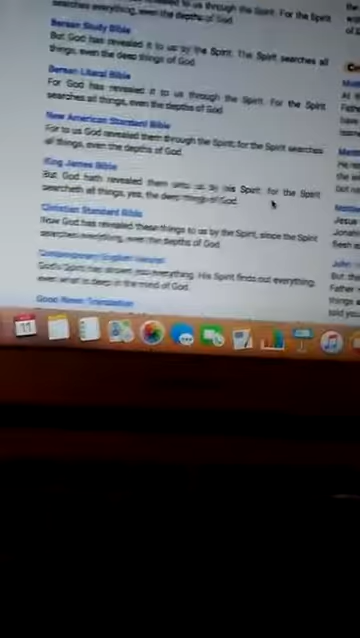 searches everything, even the depths of God.
Berean Study Bible
But God has revealed it to us by the Spirit. The Spirit searches all
things, even the deep things of God.
Berean Literal Bible
For God has revealed it to us through the Spirit. For the Spirit
searches all things, even the depths of God.
New American Standard Bible
For to us God revealed them through the Spirit; for the Spirit searches
all things, even the depths of God.
King James Bible
But God hath revealed them unto us by his Spirit: for the Spirit
searcheth all things, yea, the deep things of God.
Christian Standard Bible
Now God has revealed these things to us by the Spirit, since the Spirit
searches everything, even the depths of God.
Contemporary English Version
God's Spirit has shown you everything. His Spirit finds out everything,
even what is deep in the mind of God.
Good News Translation
11